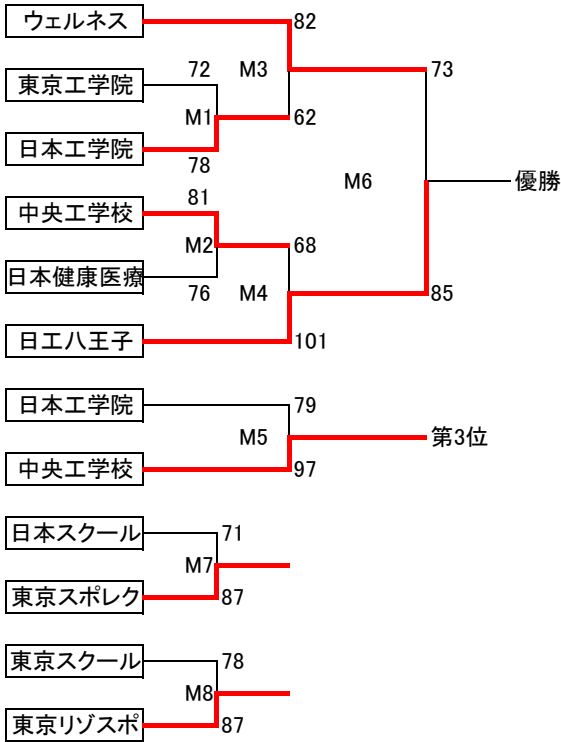 ウェルネス 82
72 M3 73
東京工学院
M1 62
日本工学院
78
M6 優勝
81
中央工学校
M2 68
日本健康医療
76 M4 85
日工八王子 101
日本工学院 79
M5 第3位
中央工学校 97
日本スクール 71
M7
東京スポレク 87
東京スクール 78
M8
東京リゾスポ 87